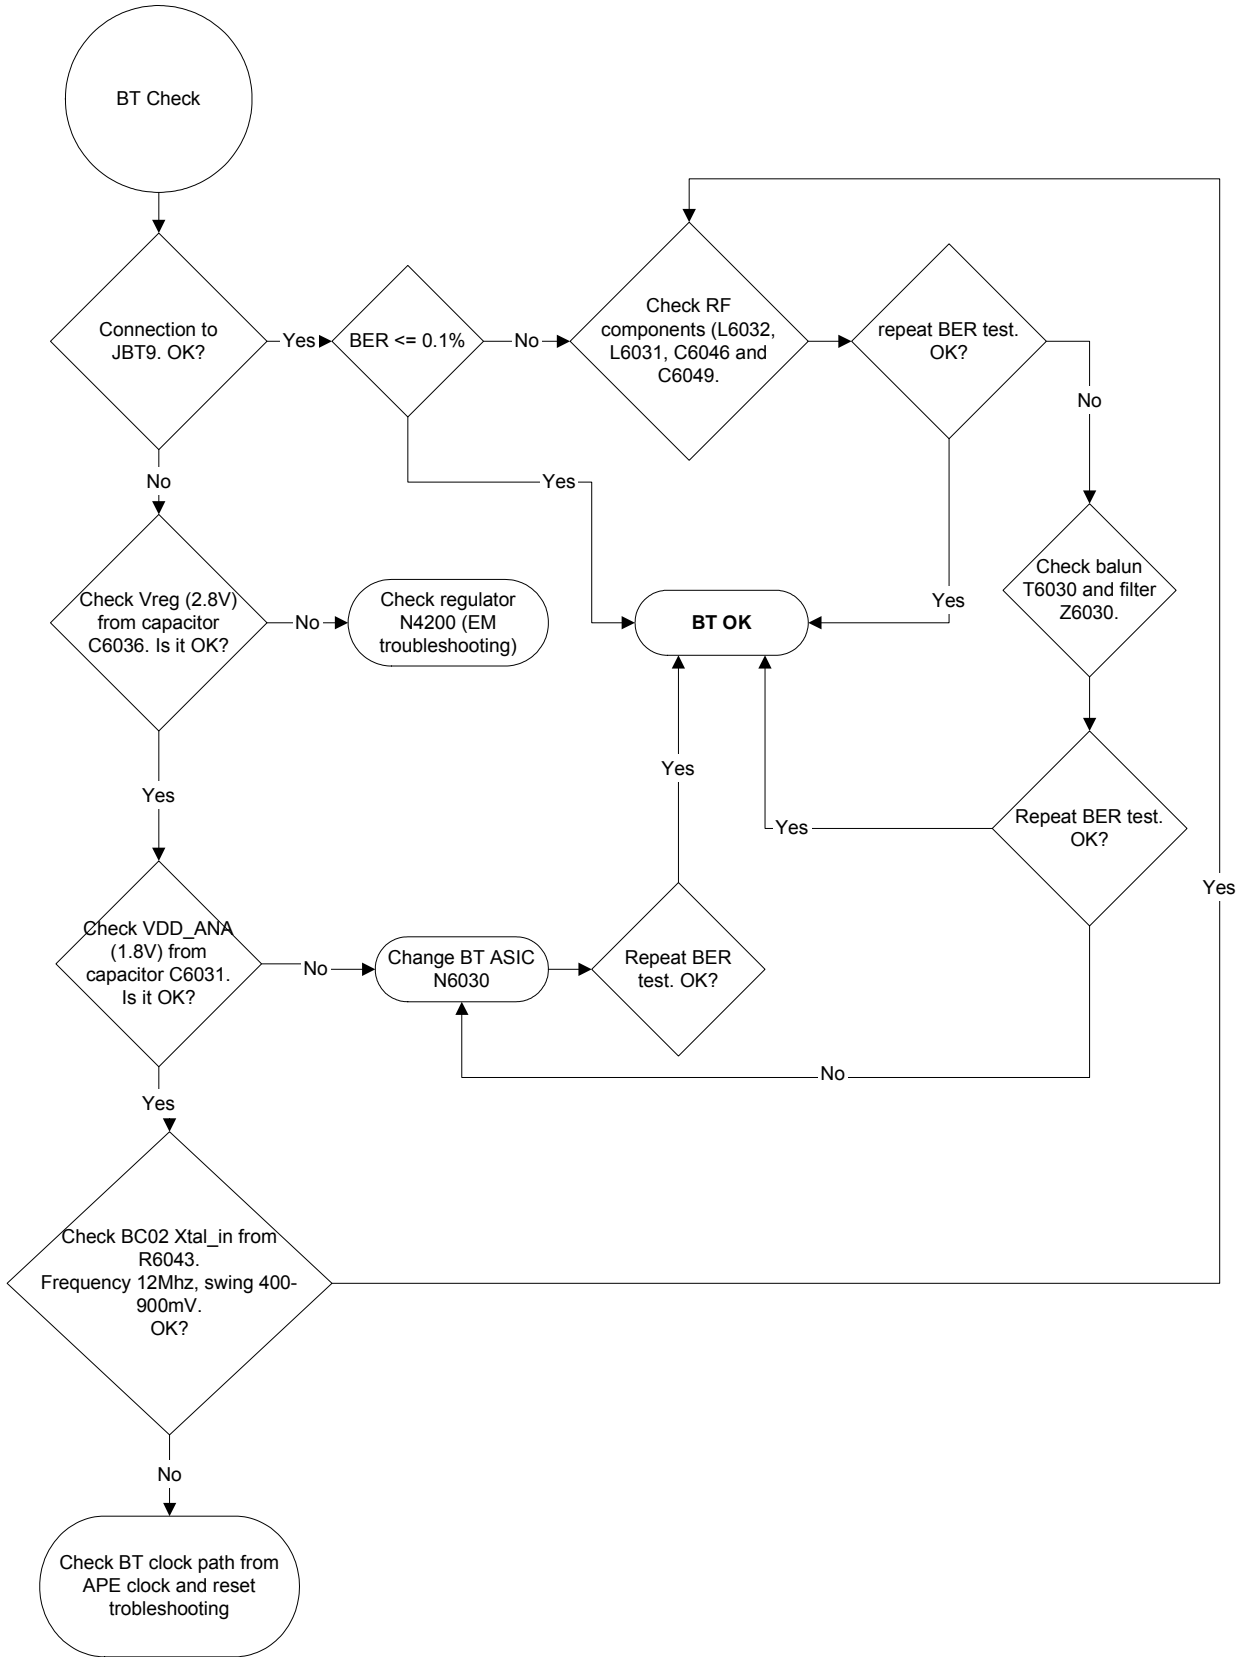 BT Check
Connection to
JBT9. OK?
Yes
BER <= 0.1%
No
Check RF
components (L6032,
L6031, C6046 and
C6049.
repeat BER test.
OK?
No
No
Yes
Check Vreg (2.8V)
from capacitor
C6036. Is it OK?
No
Check regulator
N4200 (EM
troubleshooting)
BT OK
Yes
Check balun
T6030 and filter
Z6030.
Yes
Yes
Yes
Repeat BER test.
OK?
Yes
Check VDD_ANA
(1.8V) from
capacitor C6031.
Is it OK?
No
Change BT ASIC
N6030
Repeat BER
test. OK?
No
Yes
Check BC02 Xtal_in from
R6043.
Frequency 12Mhz, swing 400-
900mV.
OK?
No
Check BT clock path from
APE clock and reset
trobleshooting